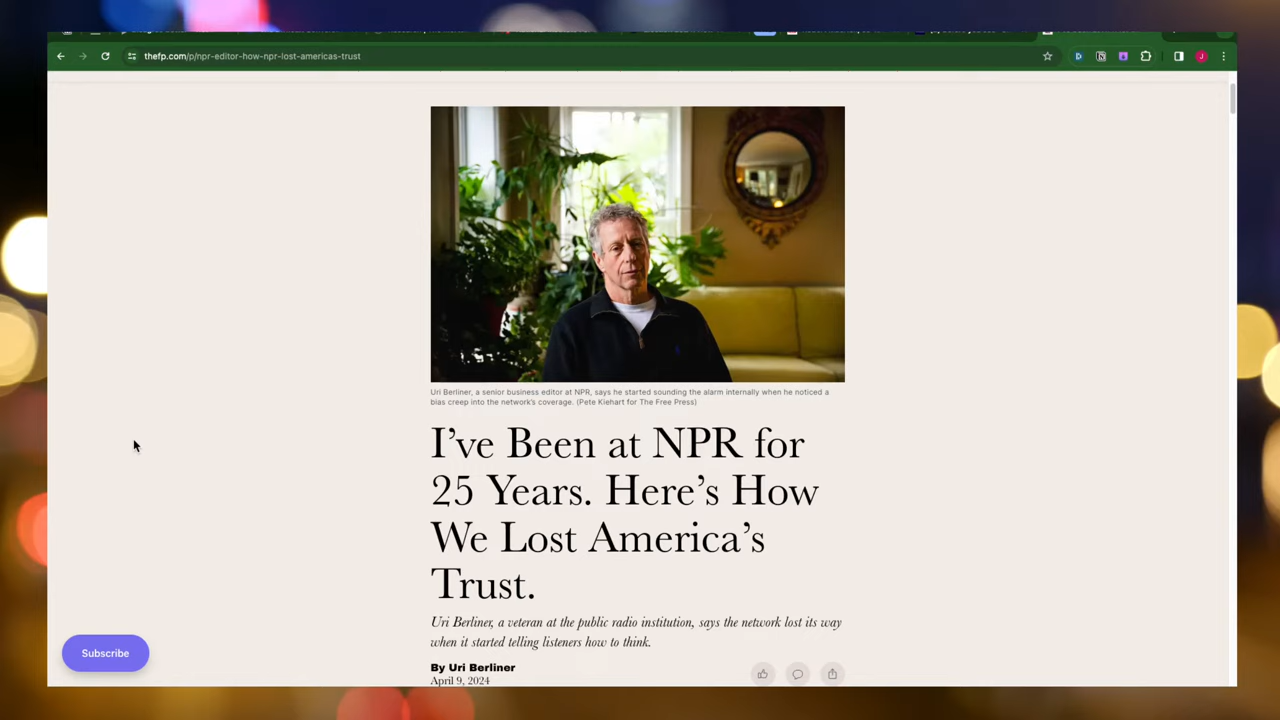 thefp.com/p/npr-editor-how-npr-lost-americas-trust
Uri Berliner, a senior business editor at NPR, says he started sounding the alarm internally when he noticed a
bias creep into the network's coverage. (Pete Kiehart for The Free Press)
I've Been at NPR for
25 Years. Here's How
We Lost America's
Trust.
Uri Berliner, a veteran at the public radio institution, says the network lost its way
when it started telling listeners how to think.
By Uri Berliner
April 9, 2024
Subscribe
J